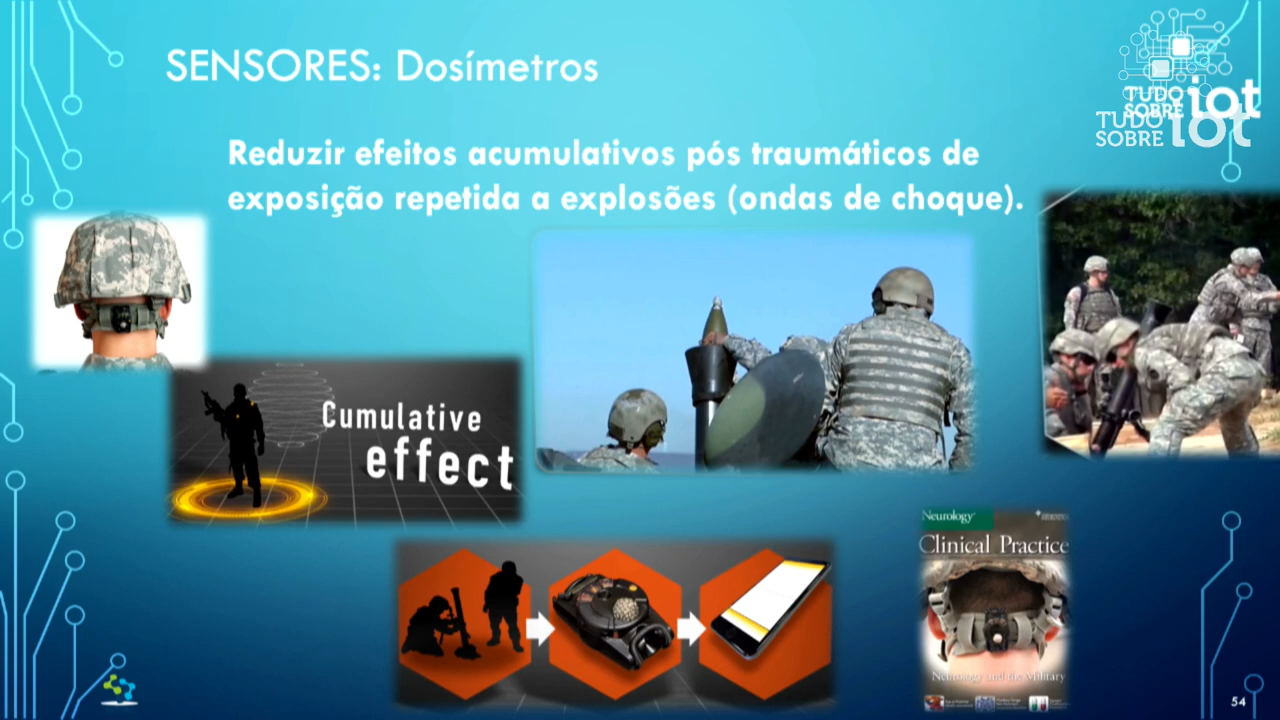 SENSORES: Dosímetros
TUDO
SOBRE iot
TUDO
SOBRE iot
Reduzir efeitos acumulativos pós traumáticos de
exposição repetida a explosões (ondas de choque).
Cumulative
effect
Neurology
Clinical Practice
Neurology and the Military
54